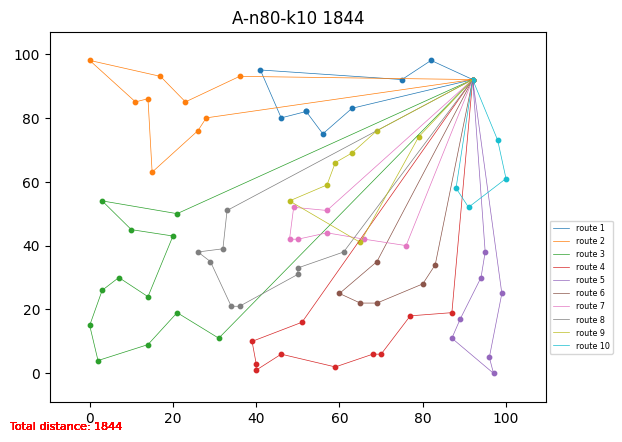 A-n80-k10 1844
100
80
60
40
20
0
0 20 40 60 80 100
route 1
route 2
route 3
route 4
route 5
route 6
route 7
route 8
route 9
route 10
Total distance: 1844